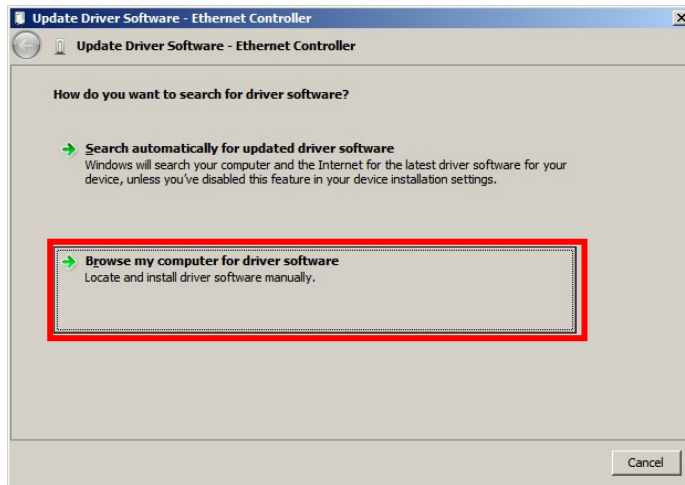 Update Driver Software - Ethernet Controller
Update Driver Software - Ethernet Controller
How do you want to search for driver software?
Search automatically for updated driver software
Windows will search your computer and the Internet for the latest driver software for your
device, unless you've disabled this feature in your device installation settings.
Browse my computer for driver software
Locate and install driver software manually.
Cancel